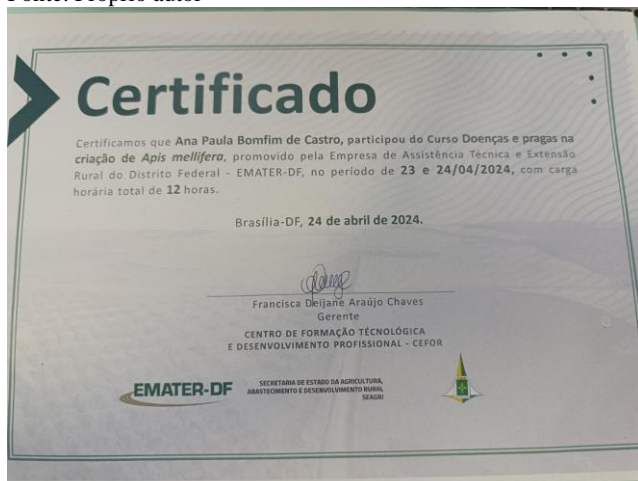 Fonte: Próprio autor
Certificado
Certificamos que Ana Paula Bomfim de Castro, participou do Curso Doenças e pragas na
criação de Apis mellifera, promovido pela Empresa de Assistência Técnica e Extensão
Rural do Distrito Federal - EMATER-DF, no período de 23 e 24/04/2024, com carga
horária total de 12 horas.
Brasília-DF, 24 de abril de 2024.
Francisca Deijane Araújo Chaves
Gerente
CENTRO DE FORMAÇÃO TÉCNOLÓGICA
E DESENVOLVIMENTO PROFISSIONAL - CEFOR
EMATER-DF
SECRETARIA DE ESTADO DA AGRICULTURA,
ABASTECIMENTO E DESENVOLVIMENTO RURAL
SEAGRI